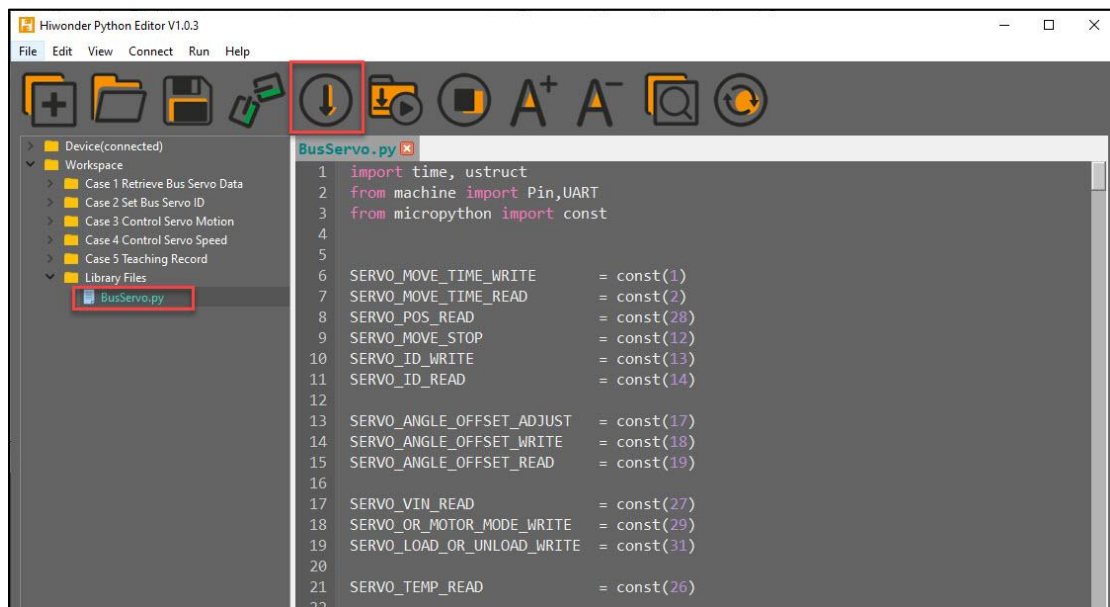 Hiwonder Python Editor V1.0.3
File Edit View Connect Run Help
A+ A-
Device(connected)
Workspace
Case 1 Retrieve Bus Servo Data
Case 2 Set Bus Servo ID
Case 3 Control Servo Motion
Case 4 Control Servo Speed
Case 5 Teaching Record
Library Files
BusServo.py
BusServo.py
1 import time, ustruct
2 from machine import Pin,UART
3 from micropython import const
4
5
6 SERVO_MOVE_TIME_WRITE = const(1)
7 SERVO_MOVE_TIME_READ = const(2)
8 SERVO_POS_READ = const(28)
9 SERVO_MOVE_STOP = const(12)
10 SERVO_ID_WRITE = const(13)
11 SERVO_ID_READ = const(14)
12
13 SERVO_ANGLE_OFFSET_ADJUST = const(17)
14 SERVO_ANGLE_OFFSET_WRITE = const(18)
15 SERVO_ANGLE_OFFSET_READ = const(19)
16
17 SERVO_VIN_READ = const(27)
18 SERVO_OR_MOTOR_MODE_WRITE = const(29)
19 SERVO_LOAD_OR_UNLOAD_WRITE = const(31)
20
21 SERVO_TEMP_READ = const(26)
22